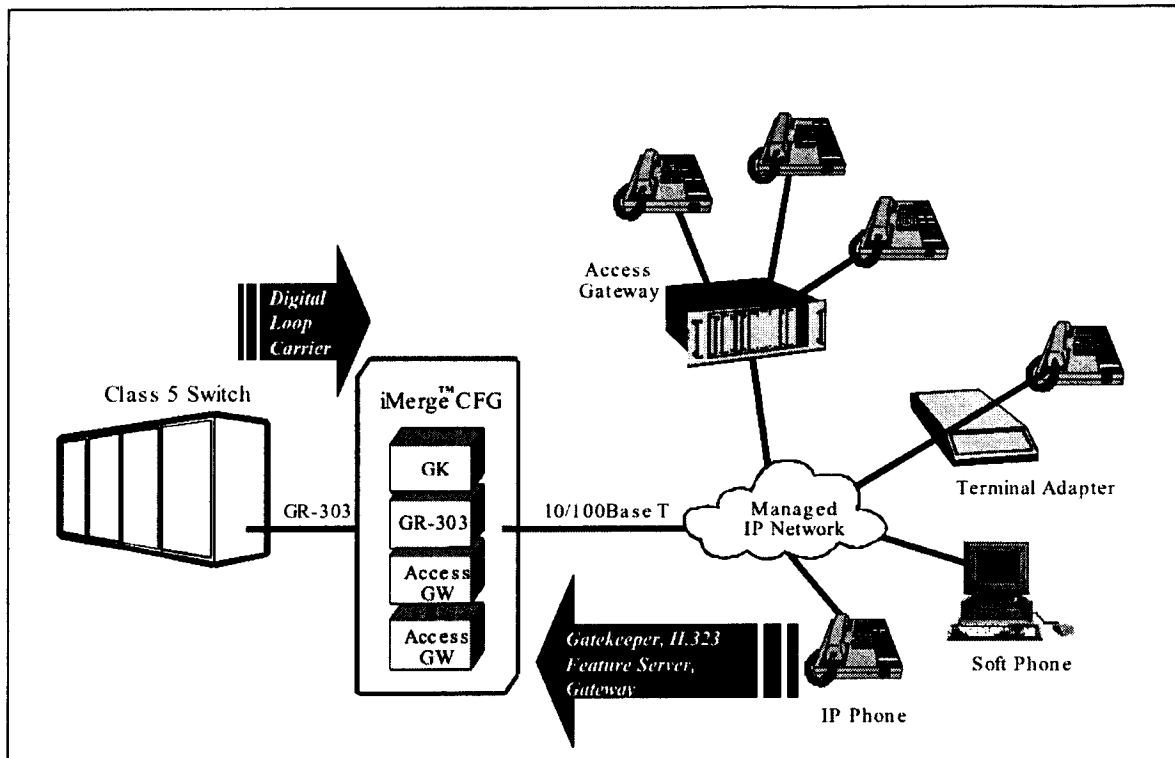 Digital
Loop
Carrier
Class 5 Switch
GR-303
iMerge™ CFG
GK
GR-303
Access
GW
Access
GW
10/100Base T
Access
Gateway
Managed
IP Network
Terminal Adapter
Soft Phone
IP Phone
Gatekeeper, H.323
Feature Server,
Gateway